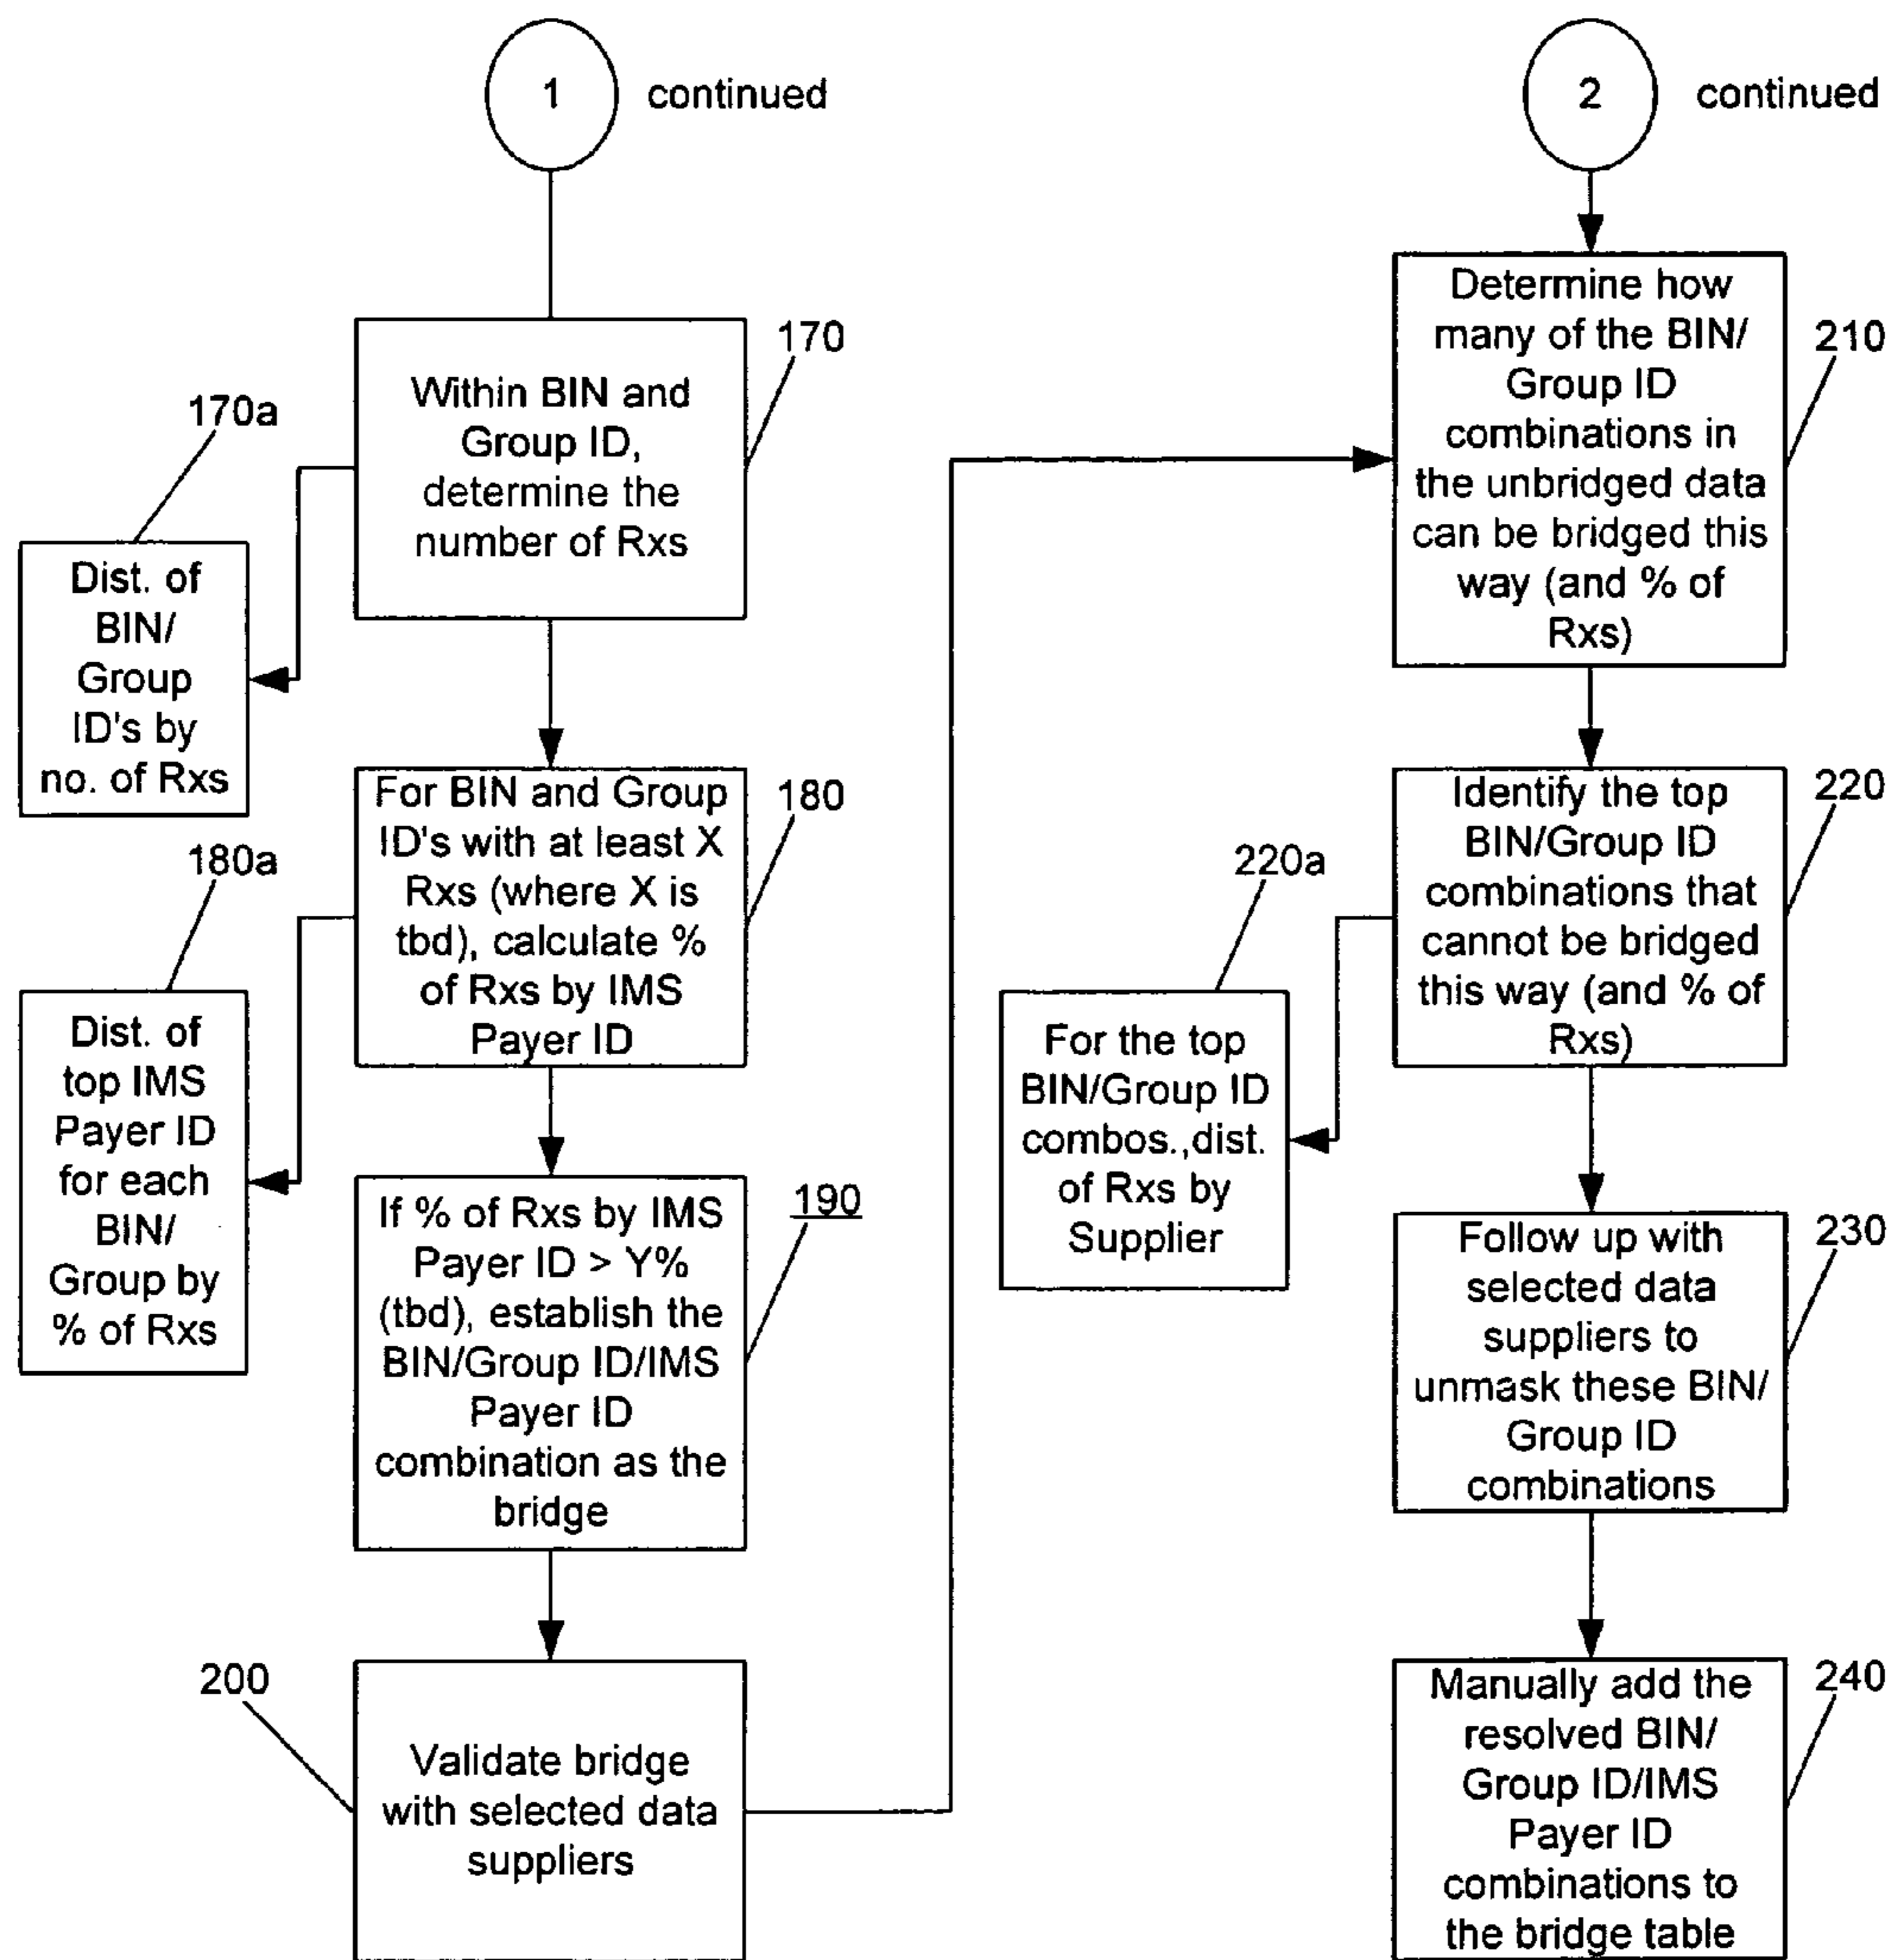 1
continued
170
Within BIN and
Group ID,
determine the
number of Rxs
170a
Dist. of
BIN/
Group
ID's by
no. of Rxs
180
For BIN and Group
ID's with at least X
Rxs (where X is
tbd), calculate %
of Rxs by IMS
Payer ID
180a
Dist. of
top IMS
Payer ID
for each
BIN/
Group by
% of Rxs
190
If % of Rxs by IMS
Payer ID > Y%
(tbd), establish the
BIN/Group ID/IMS
Payer ID
combination as the
bridge
200
Validate bridge
with selected data
suppliers
2
continued
210
Determine how
many of the BIN/
Group ID
combinations in
the unbridged data
can be bridged this
way (and % of
Rxs)
220
Identify the top
BIN/Group ID
combinations that
cannot be bridged
this way (and % of
Rxs)
220a
For the top
BIN/Group ID
combos.,dist.
of Rxs by
Supplier
230
Follow up with
selected data
suppliers to
unmask these BIN/
Group ID
combinations
240
Manually add the
resolved BIN/
Group ID/IMS
Payer ID
combinations to
the bridge table